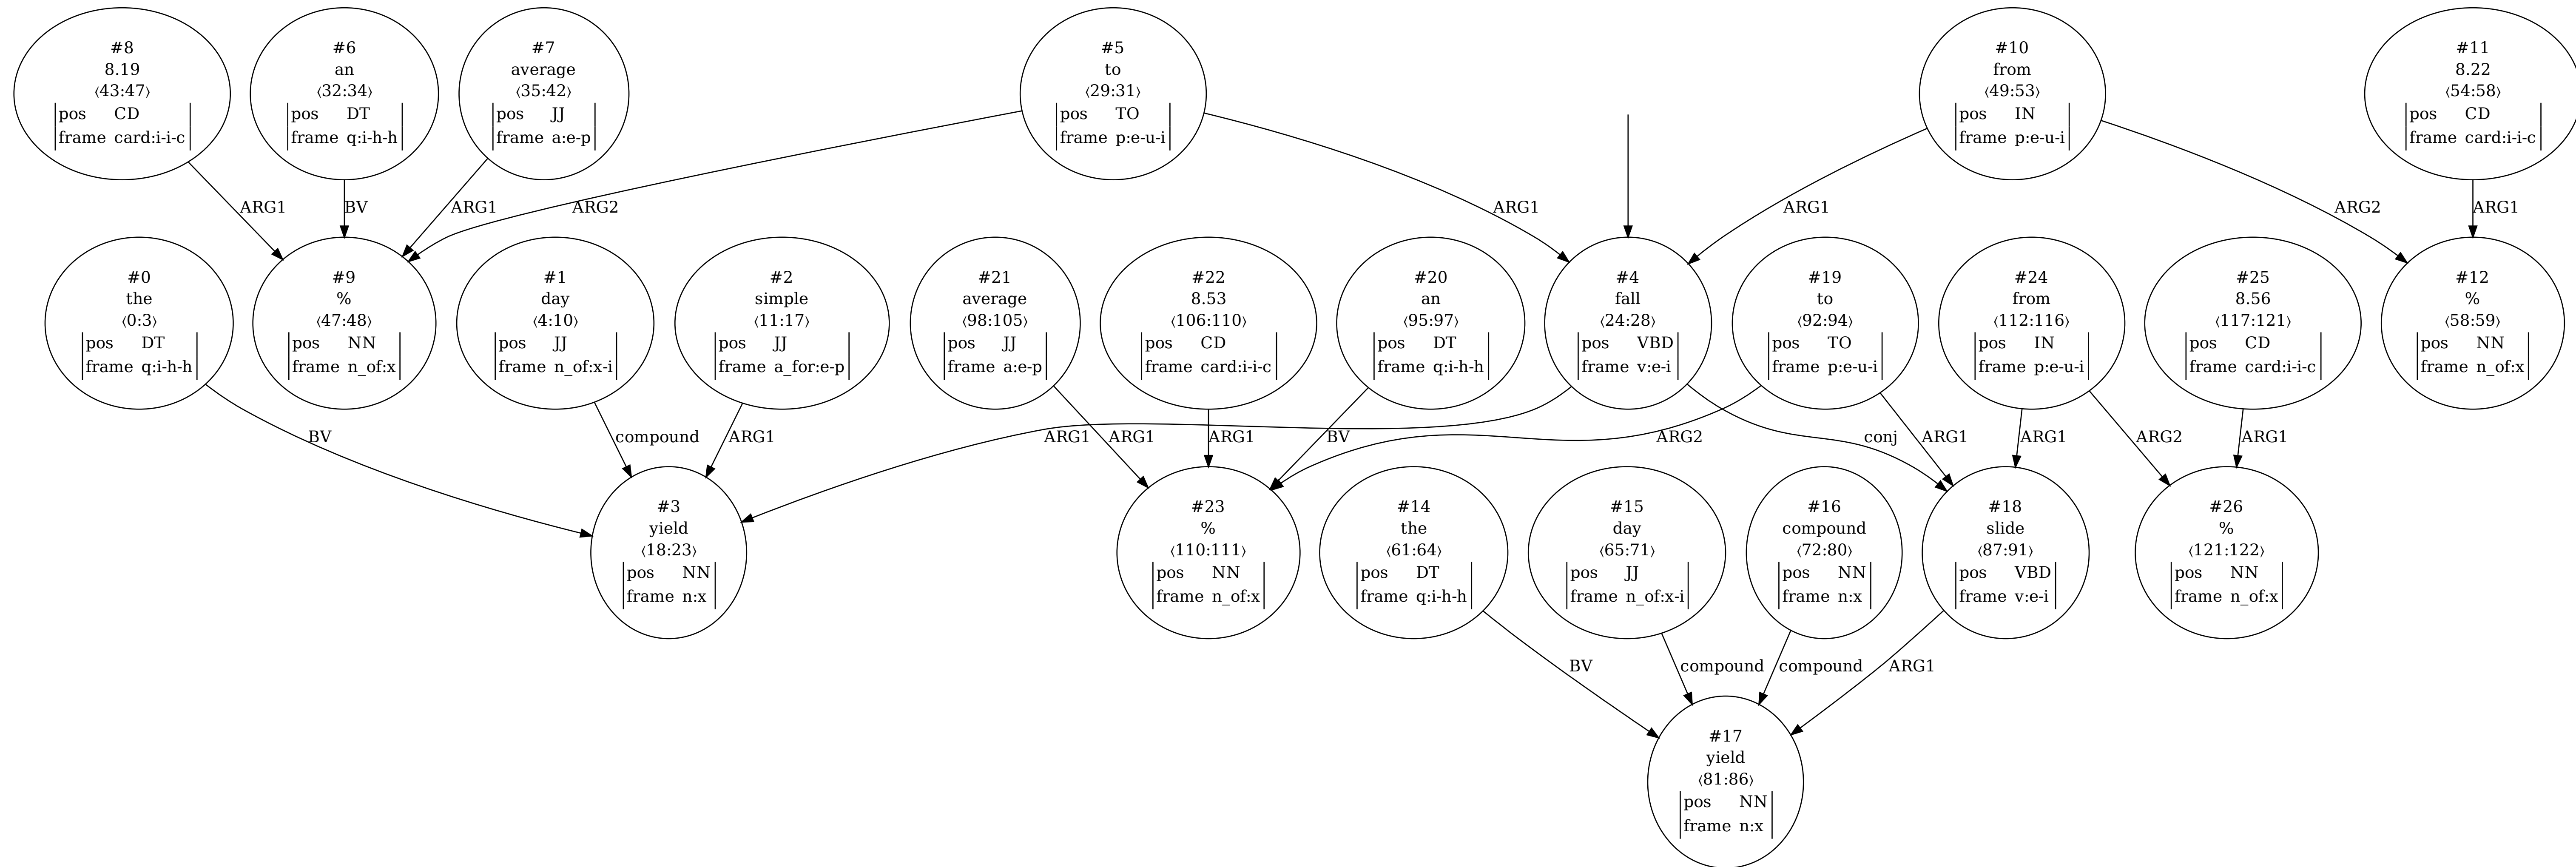 #8
8.19
⟨43:47⟩
pos CD
frame card:i-i-c
#6
an
⟨32:34⟩
pos DT
frame q:i-h-h
#7
average
⟨35:42⟩
pos JJ
frame a:e-p
#5
to
⟨29:31⟩
pos TO
frame p:e-u-i
#10
from
⟨49:53⟩
pos IN
frame p:e-u-i
#11
8.22
⟨54:58⟩
pos CD
frame card:i-i-c
ARG1
BV
ARG1
ARG2
ARG1
ARG1
ARG2
ARG1
#0
the
⟨0:3⟩
pos DT
frame q:i-h-h
#9
%
⟨47:48⟩
pos NN
frame n_of:x
#1
day
⟨4:10⟩
pos JJ
frame n_of:x-i
#2
simple
⟨11:17⟩
pos JJ
frame a_for:e-p
#21
average
⟨98:105⟩
pos JJ
frame a:e-p
#22
8.53
⟨106:110⟩
pos CD
frame card:i-i-c
#20
an
⟨95:97⟩
pos DT
frame q:i-h-h
#4
fall
⟨24:28⟩
pos VBD
frame v:e-i
#19
to
⟨92:94⟩
pos TO
frame p:e-u-i
#24
from
⟨112:116⟩
pos IN
frame p:e-u-i
#25
8.56
⟨117:121⟩
pos CD
frame card:i-i-c
#12
%
⟨58:59⟩
pos NN
frame n_of:x
BV
compound
ARG1
ARG1
ARG1
ARG1
BV
ARG2
conj
ARG1
ARG1
ARG2
ARG1
#3
yield
⟨18:23⟩
pos NN
frame n:x
#23
%
⟨110:111⟩
pos NN
frame n_of:x
#14
the
⟨61:64⟩
pos DT
frame q:i-h-h
#15
day
⟨65:71⟩
pos JJ
frame n_of:x-i
#16
compound
⟨72:80⟩
pos NN
frame n:x
#18
slide
⟨87:91⟩
pos VBD
frame v:e-i
#26
%
⟨121:122⟩
pos NN
frame n_of:x
BV
compound
compound
ARG1
#17
yield
⟨81:86⟩
pos NN
frame n:x